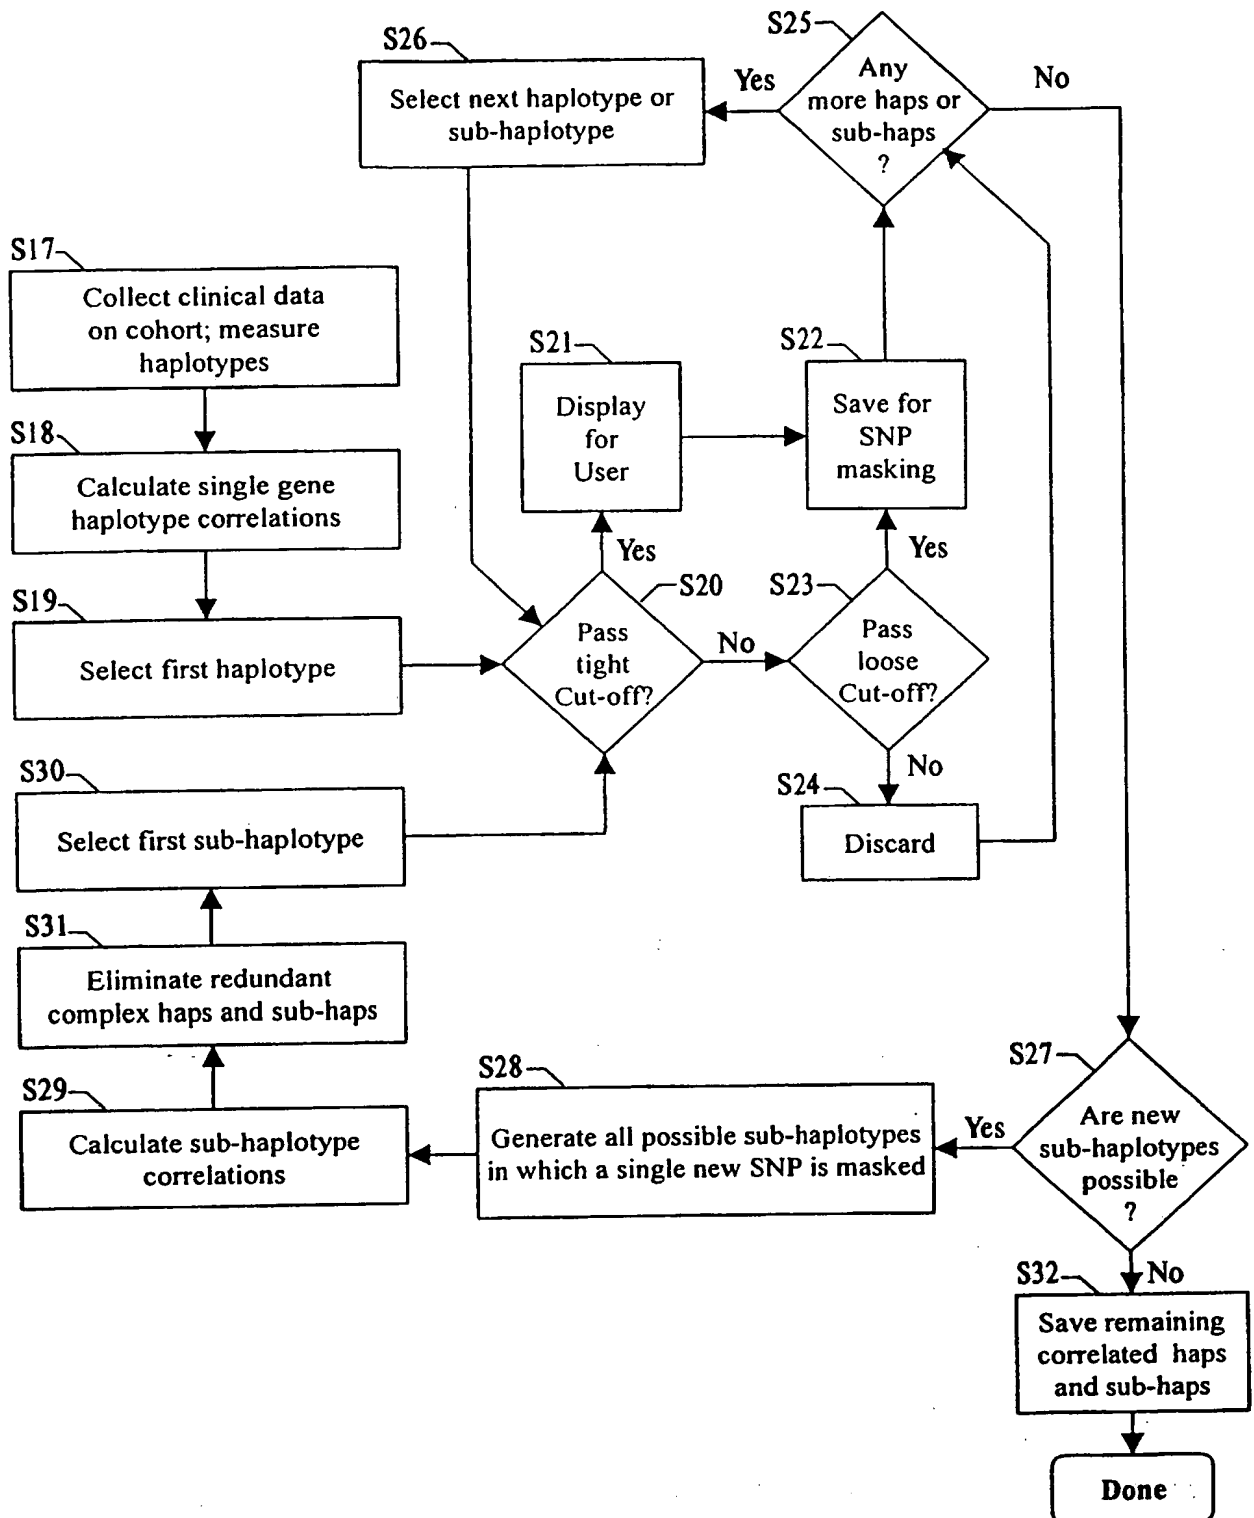 S25
Any
more haps or
sub-haps
?
Yes
No
S26
Select next haplotype or
sub-haplotype
S17
Collect clinical data
on cohort; measure
haplotypes
S18
Calculate single gene
haplotype correlations
S19
Select first haplotype
S21
Display
for
User
S22
Save for
SNP
masking
Yes
Yes
S20
Pass
tight
Cut-off?
No
S23
Pass
loose
Cut-off?
No
S24
Discard
S30
Select first sub-haplotype
S31
Eliminate redundant
complex haps and sub-haps
S29
Calculate sub-haplotype
correlations
S28
Generate all possible sub-haplotypes
in which a single new SNP is masked
Yes
S27
Are new
sub-haplotypes
possible
?
No
S32
Save remaining
correlated haps
and sub-haps
Done